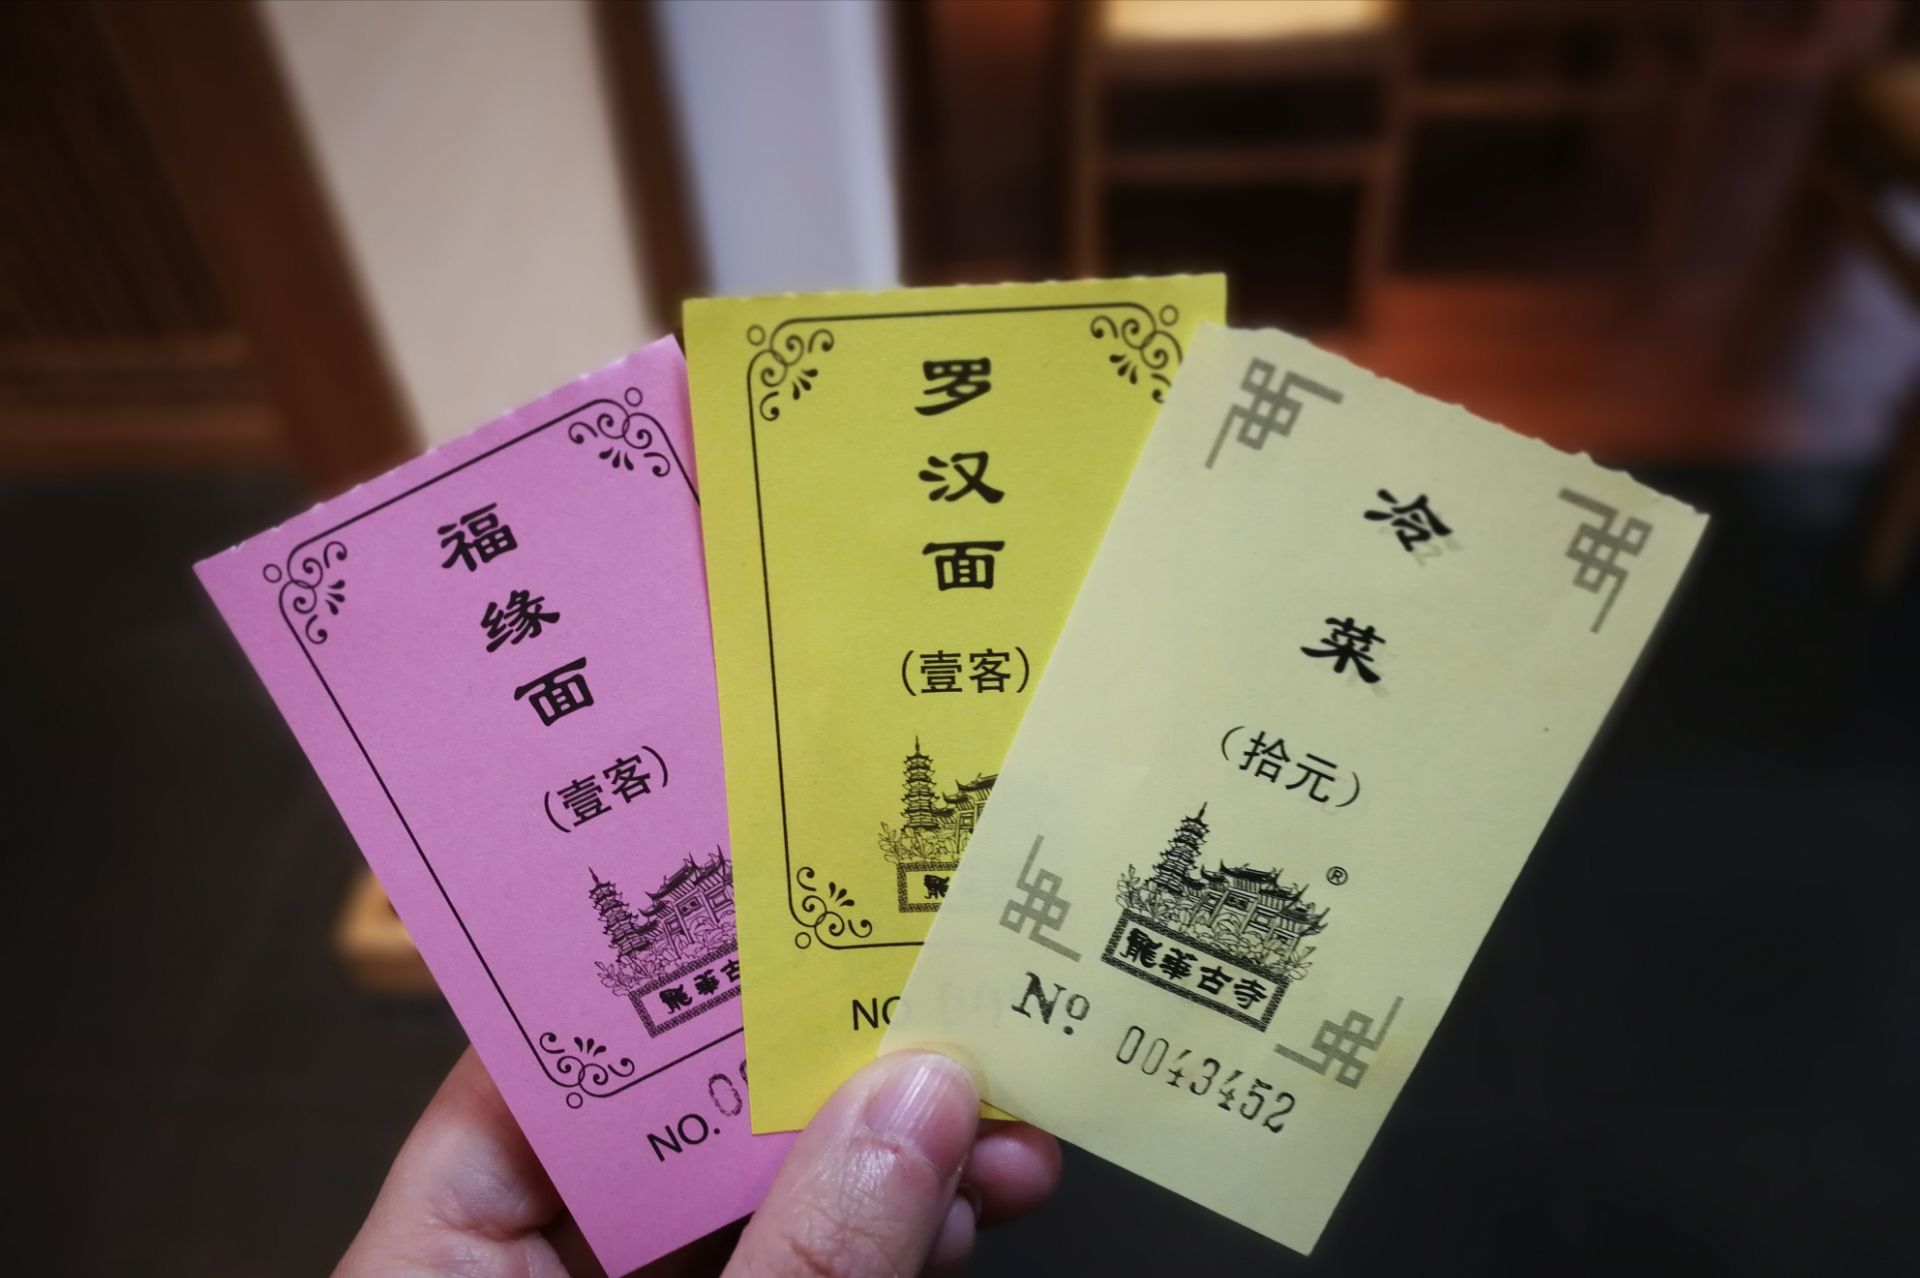 福缘面
(壹客)
龍華古
NO.
罗汉面
(壹客)
龍
NO
冷菜
(拾元)
®
龍華古寺
No 0043452